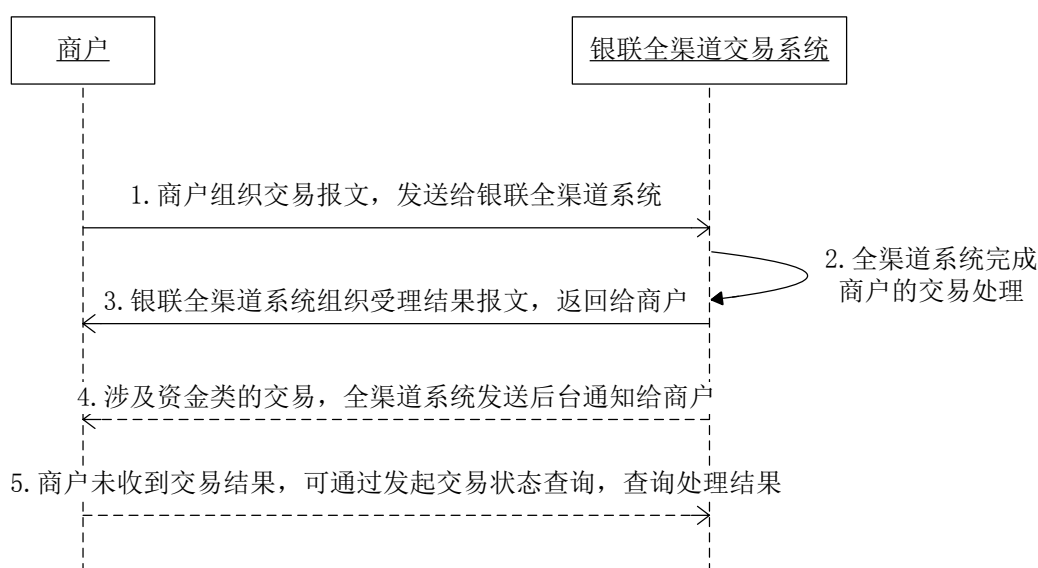 商户
银联全渠道交易系统
1.商户组织交易报文，发送给银联全渠道系统
2.全渠道系统完成
商户的交易处理
3.银联全渠道系统组织受理结果报文，返回给商户
4.涉及资金类的交易，全渠道系统发送后台通知给商户
5.商户未收到交易结果，可通过发起交易状态查询，查询处理结果